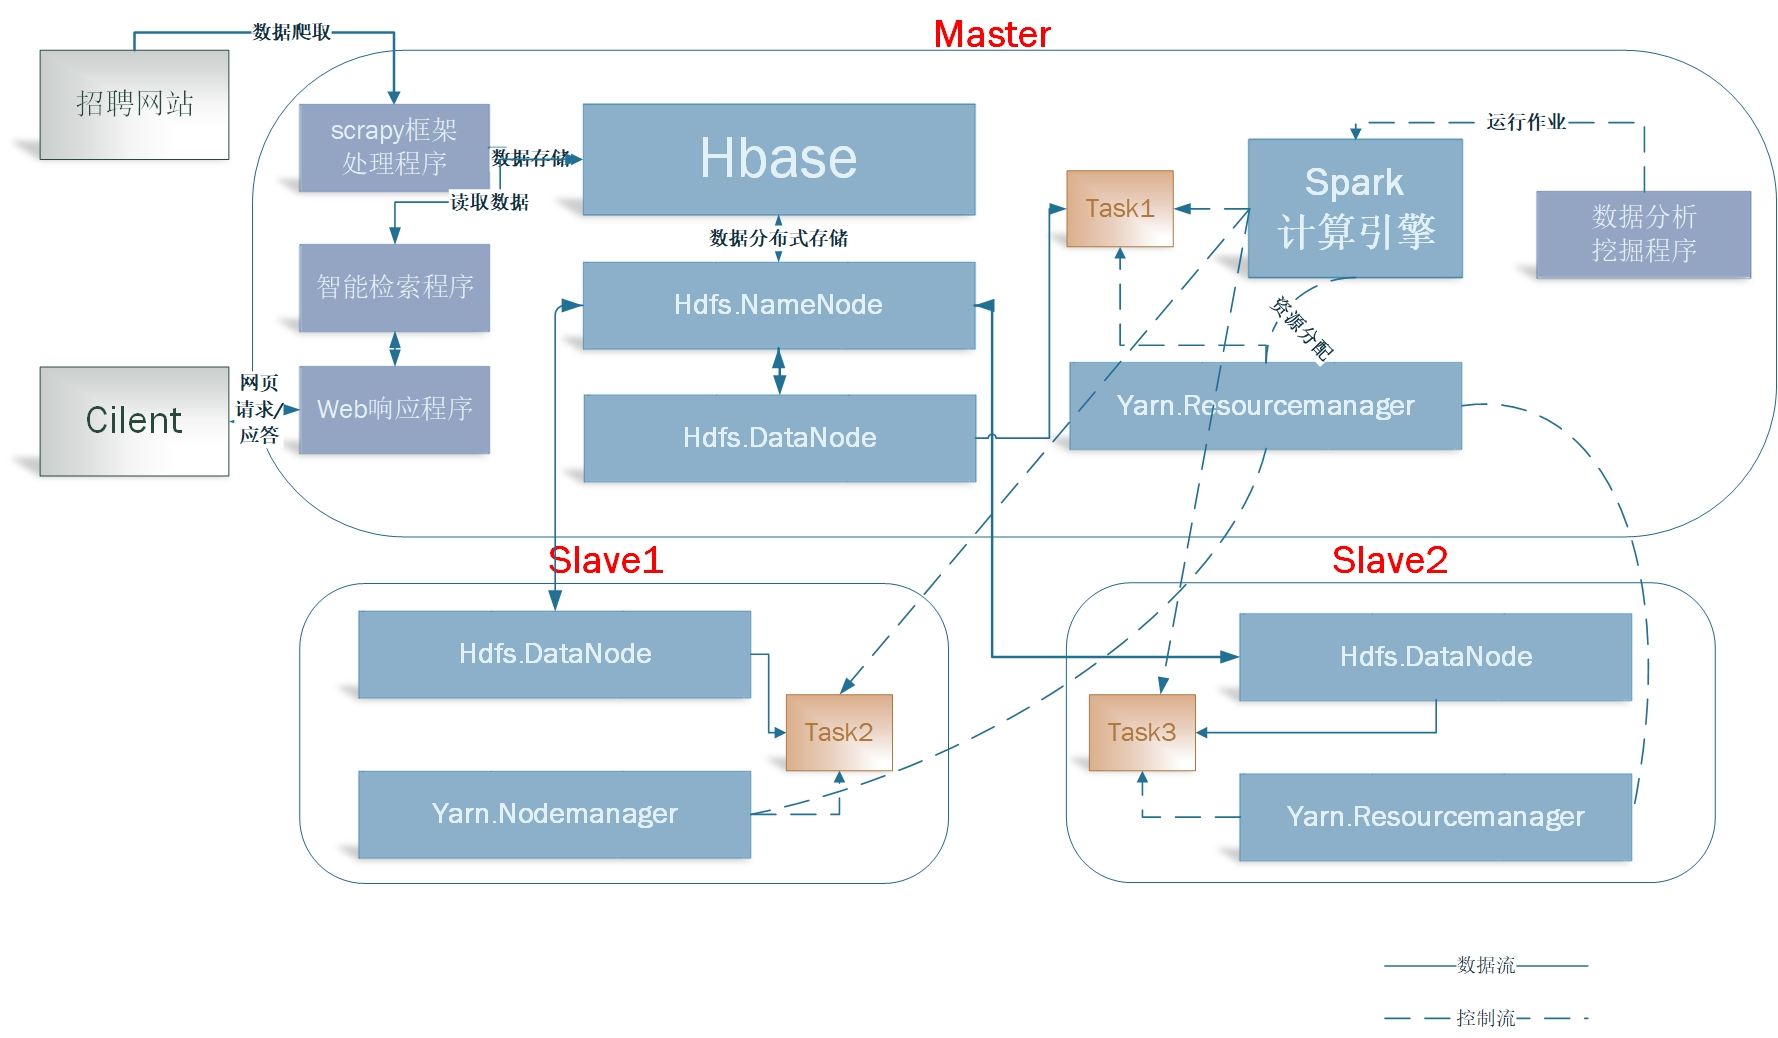 Master
数据爬取
招聘网站
scrapy框架
处理程序
数据存储
Hbase
运行作业
Spark
计算引擎
Task1
数据分析
挖掘程序
读取数据
数据分布式存储
智能检索程序
Hdfs.NameNode
资源分配
Cilent
网页
请求/
应答
Web响应程序
Hdfs.DataNode
Yarn.Resourcemanager
Slave1
Slave2
Hdfs.DataNode
Task2
Yarn.Nodemanager
Hdfs.DataNode
Task3
Yarn.Resourcemanager
数据流
控制流